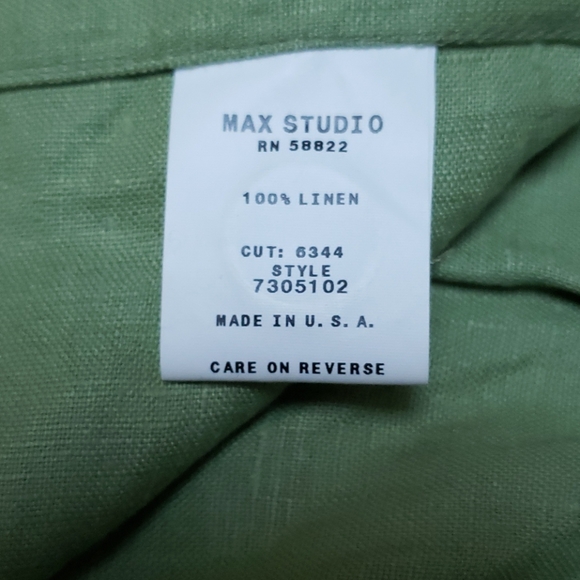 MAX STUDIO
RN 58822
100% LINEN
CUT: 6344
STYLE
7305102
MADE IN U. S. A.
CARE ON REVERSE